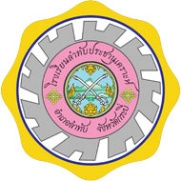 โรงเรียนลำทับประชานุเคราะห์
อำเภอลำทับ จังหวัดกระบี่